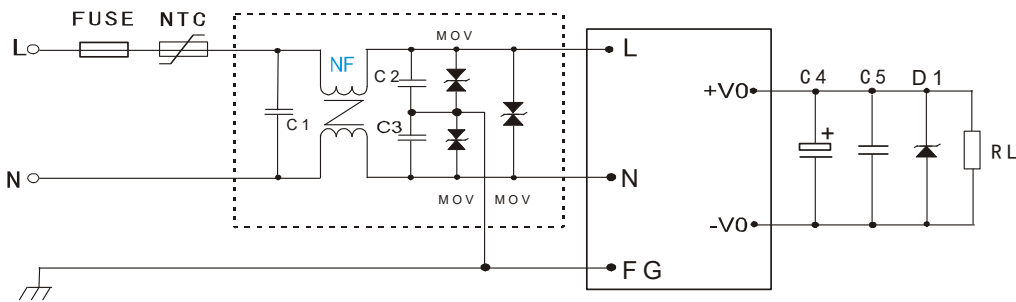 FUSE NTC
L
MOV
NF
C2
L
C4 C5 D1
+V0
+
C1
C3
RL
N
N
MOV MOV
-V0
FG